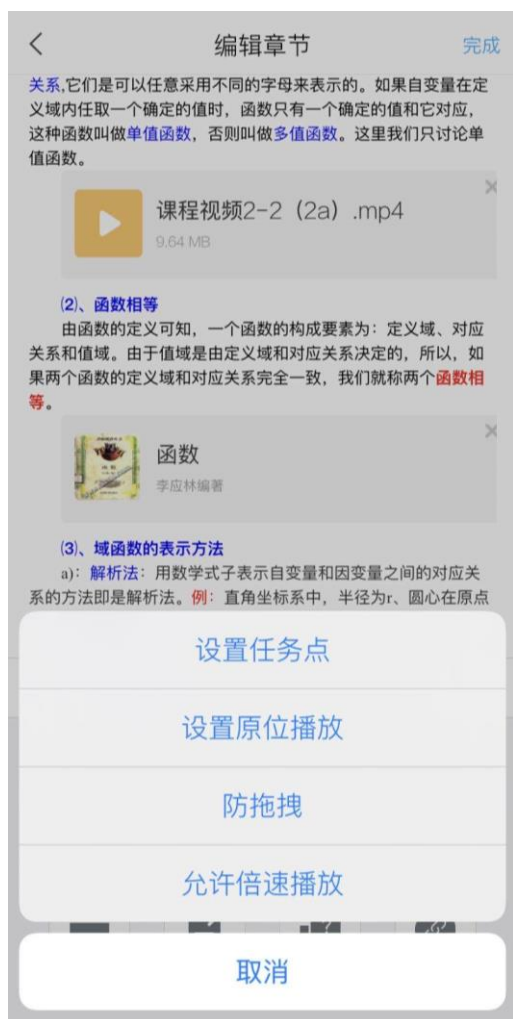 编辑章节
完成
关系,它们是可以任意采用不同的字母来表示的。如果自变量在定
义域内任取一个确定的值时，函数只有一个确定的值和它对应，
这种函数叫做单值函数，否则叫做多值函数。这里我们只讨论单
值函数。
课程视频2-2（2a）.mp4
9.64 MB
⑵、函数相等
由函数的定义可知，一个函数的构成要素为：定义域、对应
关系和值域。由于值域是由定义域和对应关系决定的，所以，如
果两个函数的定义域和对应关系完全一致，我们就称两个函数相
等。
函数
李应林编著
⑶、域函数的表示方法
a)：解析法：用数学式子表示自变量和因变量之间的对应关
系的方法即是解析法。例：直角坐标系中，半径为r、圆心在原点
设置任务点
设置原位播放
防拖拽
允许倍速播放
取消